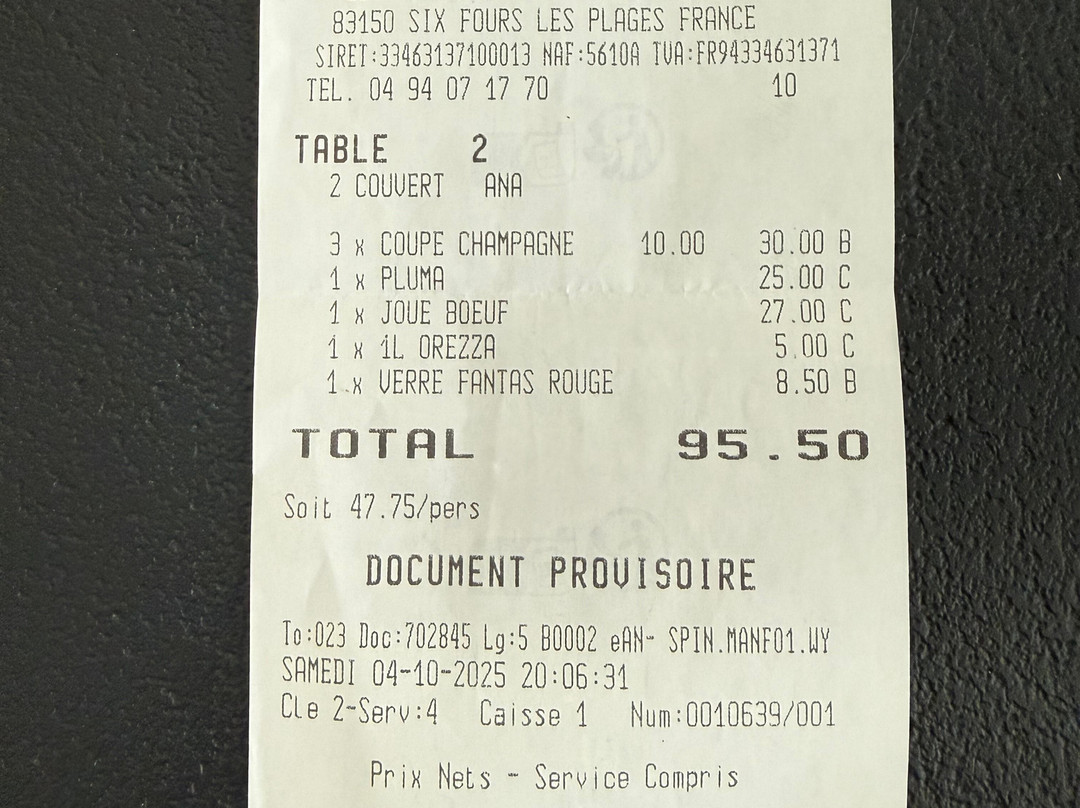 83150 SIX FOURS LES PLAGES FRANCE
SIRET:33463137100013 NAF:5610A TVA:FR94334631371
TEL. 04 94 07 17 70 10
TABLE 2
2 COUVERT ANA
3 x COUPE CHAMPAGNE 10.00 30.00 B
1 x PLUMA 25.00 C
1 x JOUE BOEUF 27.00 C
1 x 1L OREZZA 5.00 C
1 x VERRE FANTAS ROUGE 8.50 B
TOTAL 95.50
Soit 47.75/pers
DOCUMENT PROVISOIRE
To:023 Doc:702845 Lg:5 B0002 eAN- SPIN.MANF01.WY
SAMEDI 04-10-2025 20:06:31
Cle 2-Serv:4 Caisse 1 Num:0010639/001
Prix Nets - Service Compris